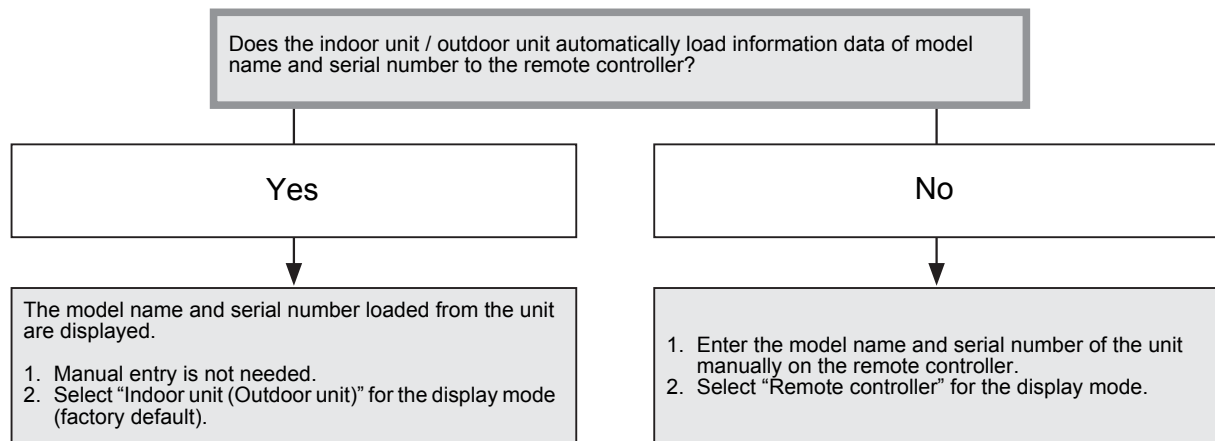 Does the indoor unit / outdoor unit automatically load information data of model
name and serial number to the remote controller?
Yes
No
The model name and serial number loaded from the unit
are displayed.
1. Manual entry is not needed.
2. Select “Indoor unit (Outdoor unit)” for the display mode
(factory default).
1. Enter the model name and serial number of the unit
manually on the remote controller.
2. Select “Remote controller” for the display mode.